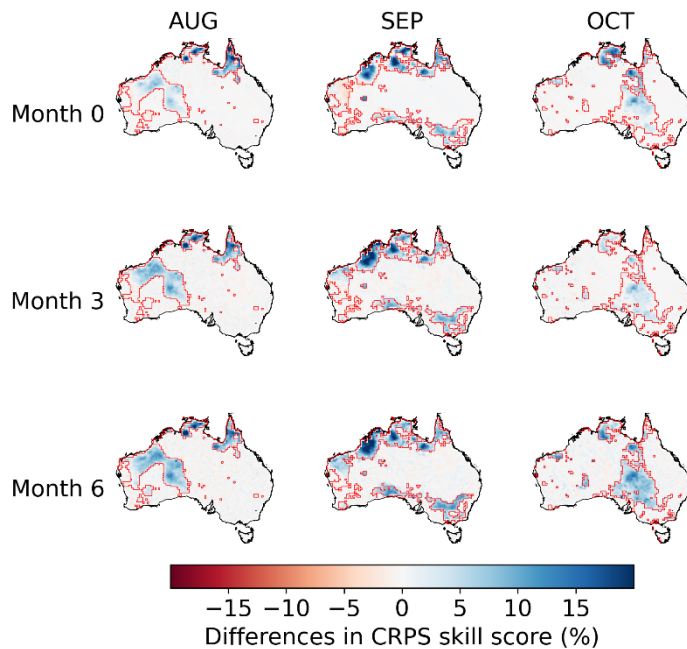 AUG SEP OCT
Month 0
Month 3
Month 6
−15 −10 −5 0 5 10 15
Differences in CRPS skill score (%)